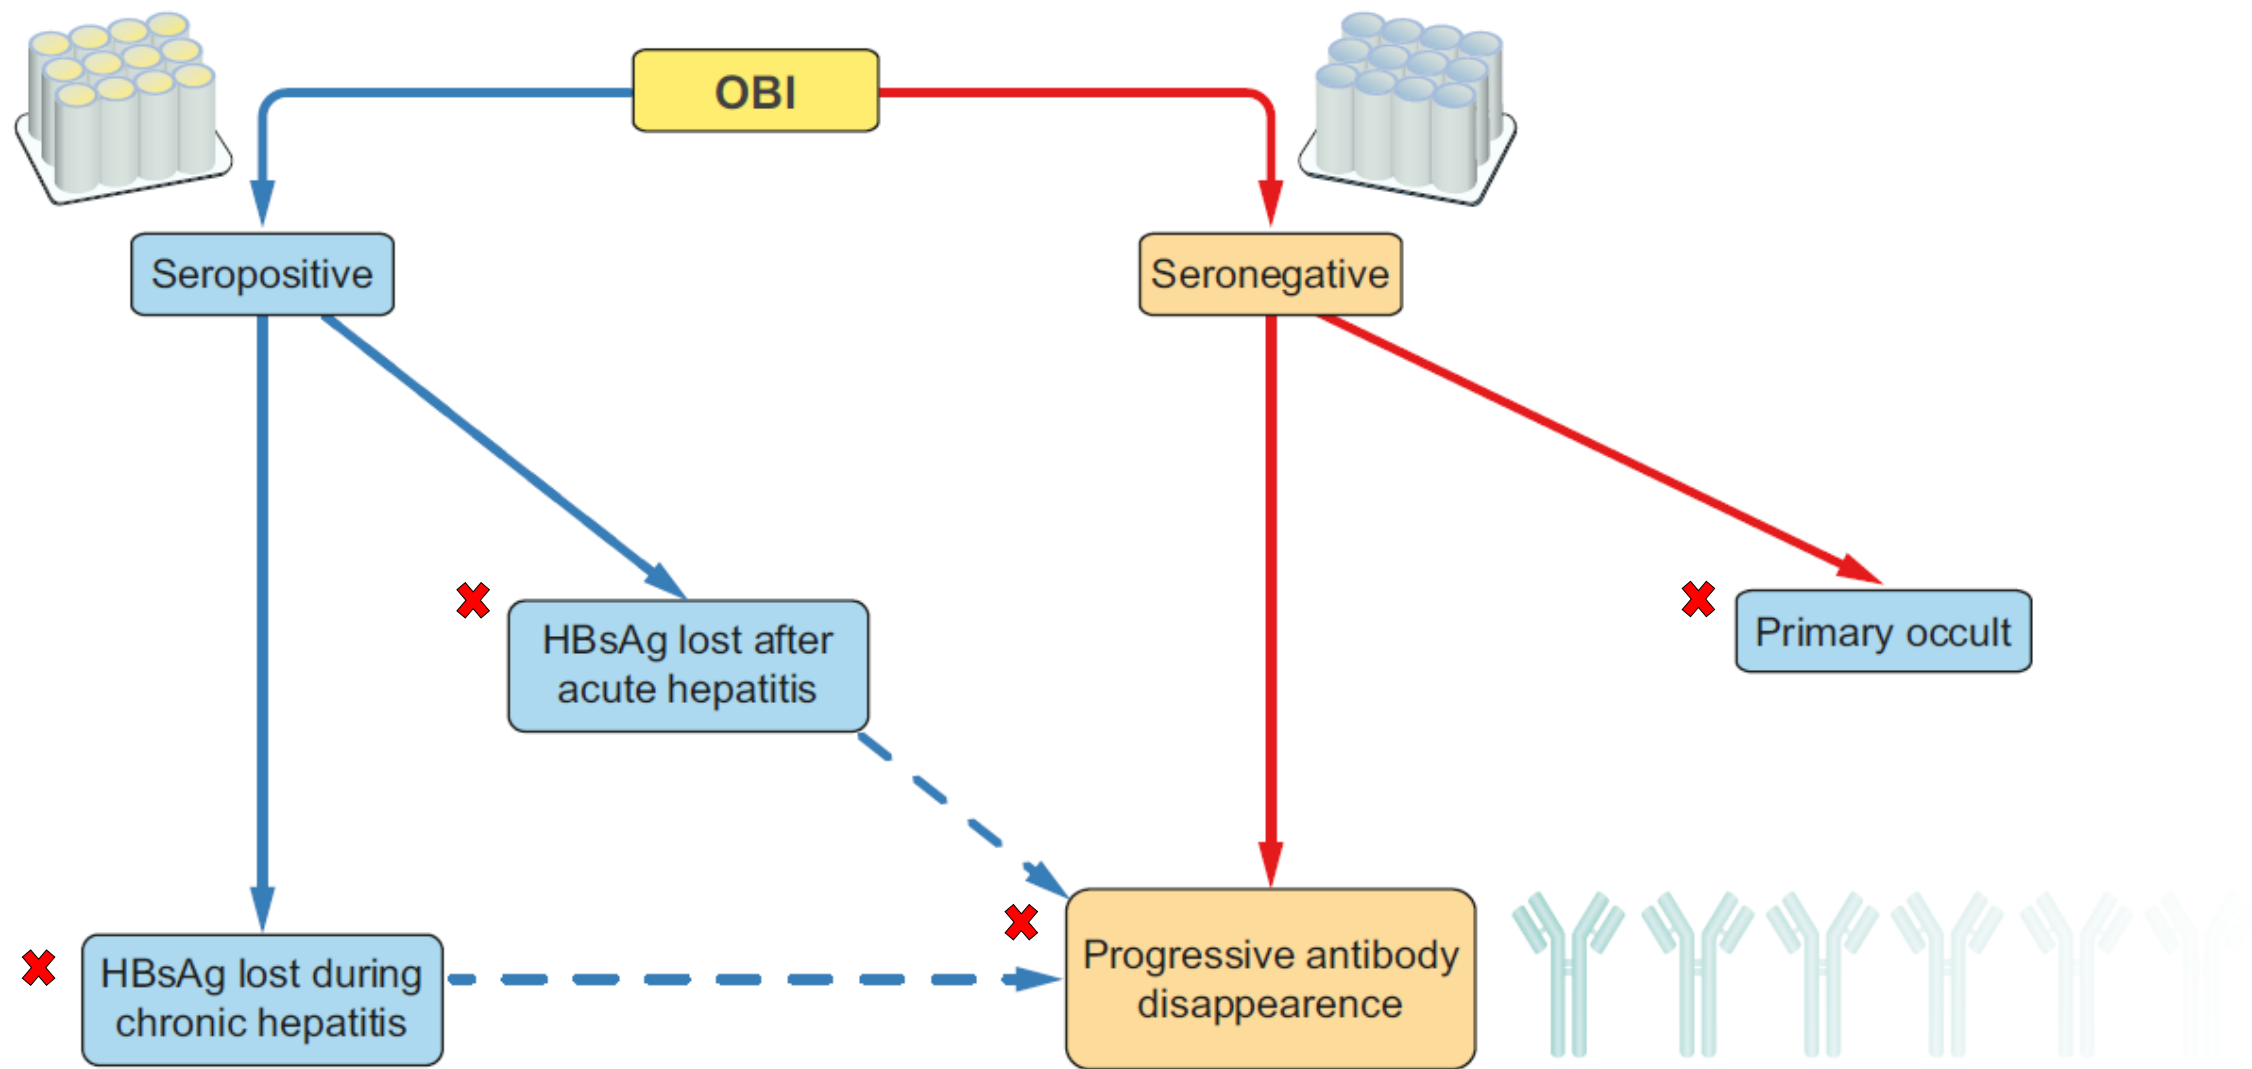 OBI
Seropositive
Seronegative
HBsAg lost after
acute hepatitis
Primary occult
HBsAg lost during
chronic hepatitis
Progressive antibody
disappearence